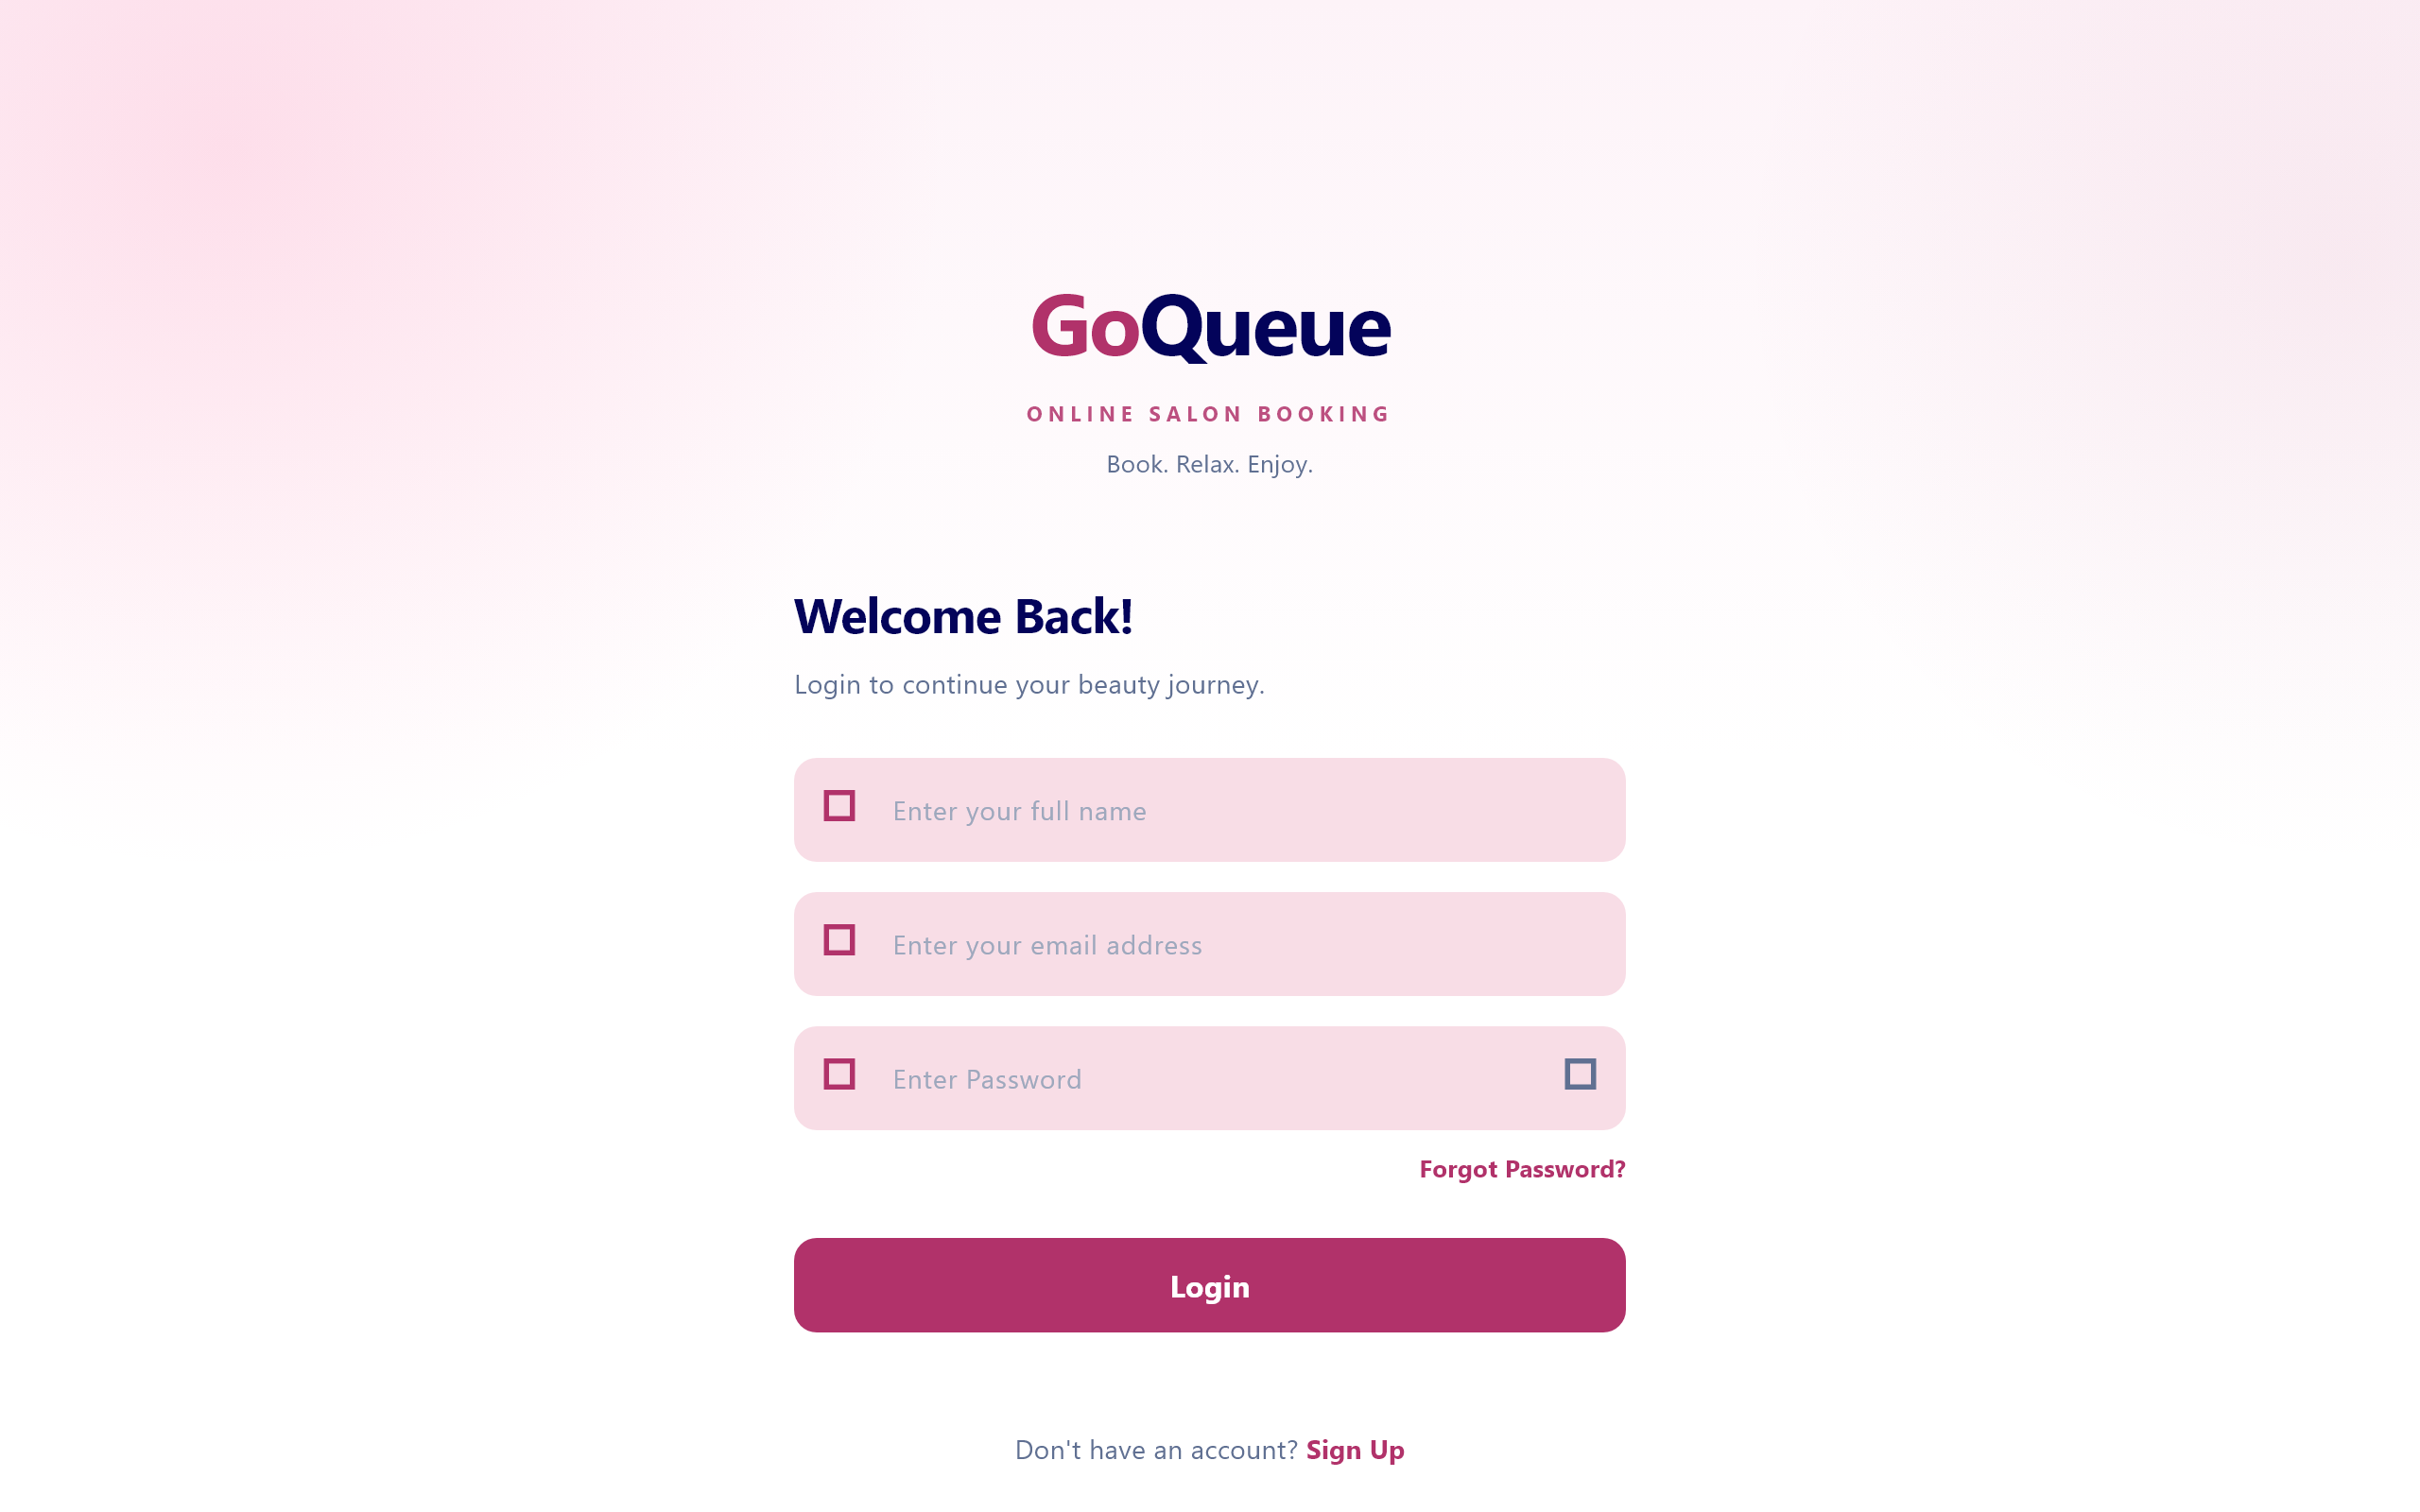 GoQueue
ONLINE SALON BOOKING
Book. Relax. Enjoy.
Welcome Back!
Login to continue your beauty journey.
Enter your full name
Enter your email address
Enter Password
Forgot Password?
Login
Don't have an account? Sign Up